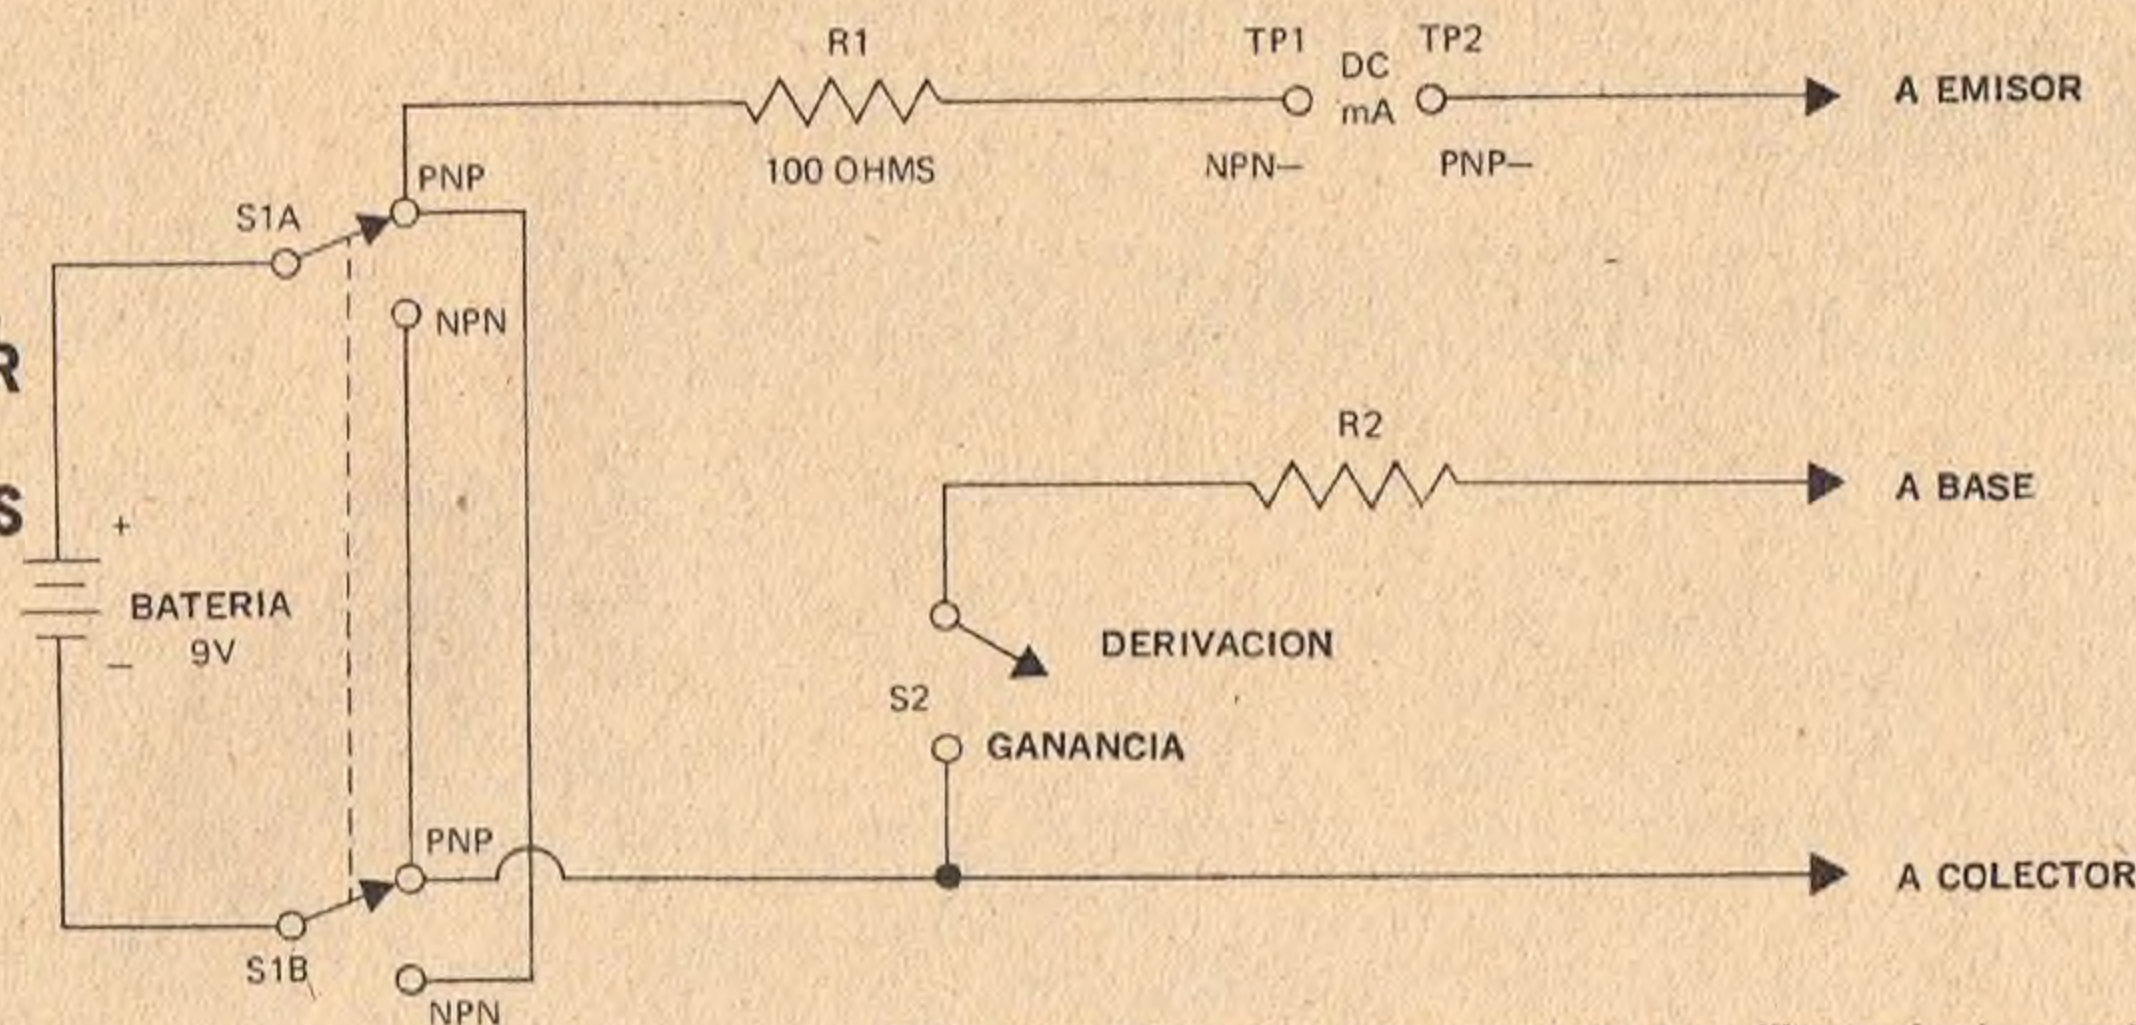 R1
TP1
DC
mA
TP2
A EMISOR
100 OHMS
NPN—
PNP—
PNP
S1A
NPN
R
S
+
BATERIA
9V
—
R2
A BASE
DERIVACION
S2
GANANCIA
PNP
A COLECTOR
S1B
NPN